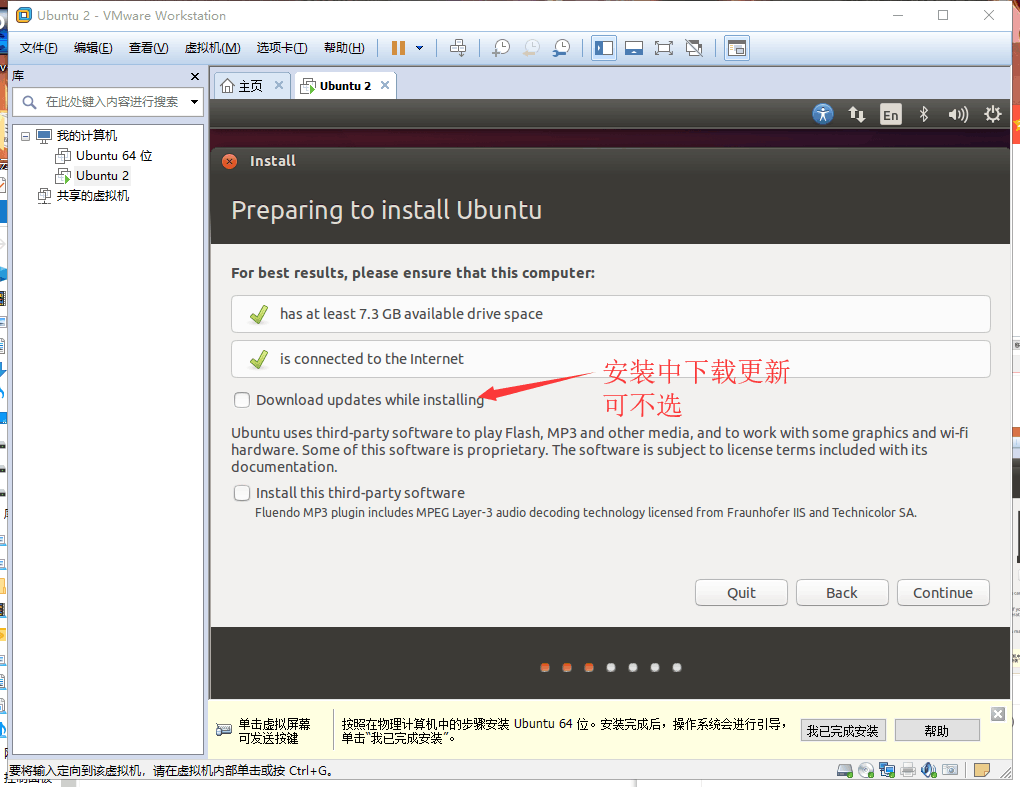 Ubuntu 2 - VMware Workstation
文件(F) 编辑(E) 查看(V) 虚拟机(M) 选项卡(T) 帮助(H)
库
主页
Ubuntu 2
在此处键入内容进行搜索
En
我的计算机
Ubuntu 64 位
Ubuntu 2
共享的虚拟机
Install
Preparing to install Ubuntu
For best results, please ensure that this computer:
has at least 7.3 GB available drive space
is connected to the Internet
安装中下载更新
可不选
Download updates while installing
Ubuntu uses third-party software to play Flash, MP3 and other media, and to work with some graphics and wi-fi
hardware. Some of this software is proprietary. The software is subject to license terms included with its
documentation.
Install this third-party software
Fluendo MP3 plugin includes MPEG Layer-3 audio decoding technology licensed from Fraunhofer IIS and Technicolor SA.
Quit Back Continue
单击虚拟屏幕
可发送按键
按照在物理计算机中的步骤安装 Ubuntu 64 位。安装完成后，操作系统会进行引导，
单击“我已完成安装”。
我已完成安装 帮助
要将输入定向到该虚拟机，请在虚拟机内部单击或按 Ctrl+G。